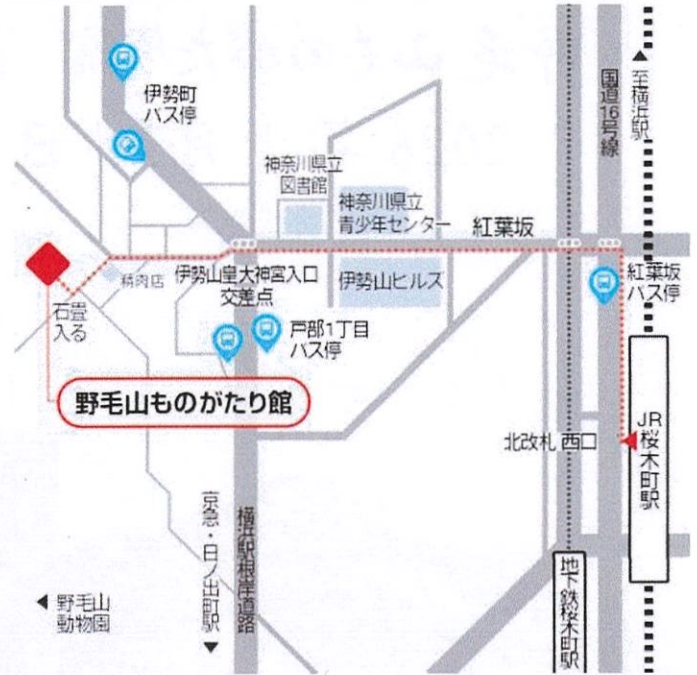 伊勢町
バス停
国道16号線
▲至横浜駅
神奈川県立
図書館
神奈川県立
青少年センター
紅葉坂
精肉店
石畳
入る
伊勢山皇大神宮入口
交差点
伊勢山ヒルズ
紅葉坂
バス停
戸部1丁目
バス停
野毛山ものがたり館
北改札 西口
JR桜木町駅
京急・日ノ出町駅▼
横浜駅根岸道路
地下鉄桜木町駅
◀野毛山
動物園